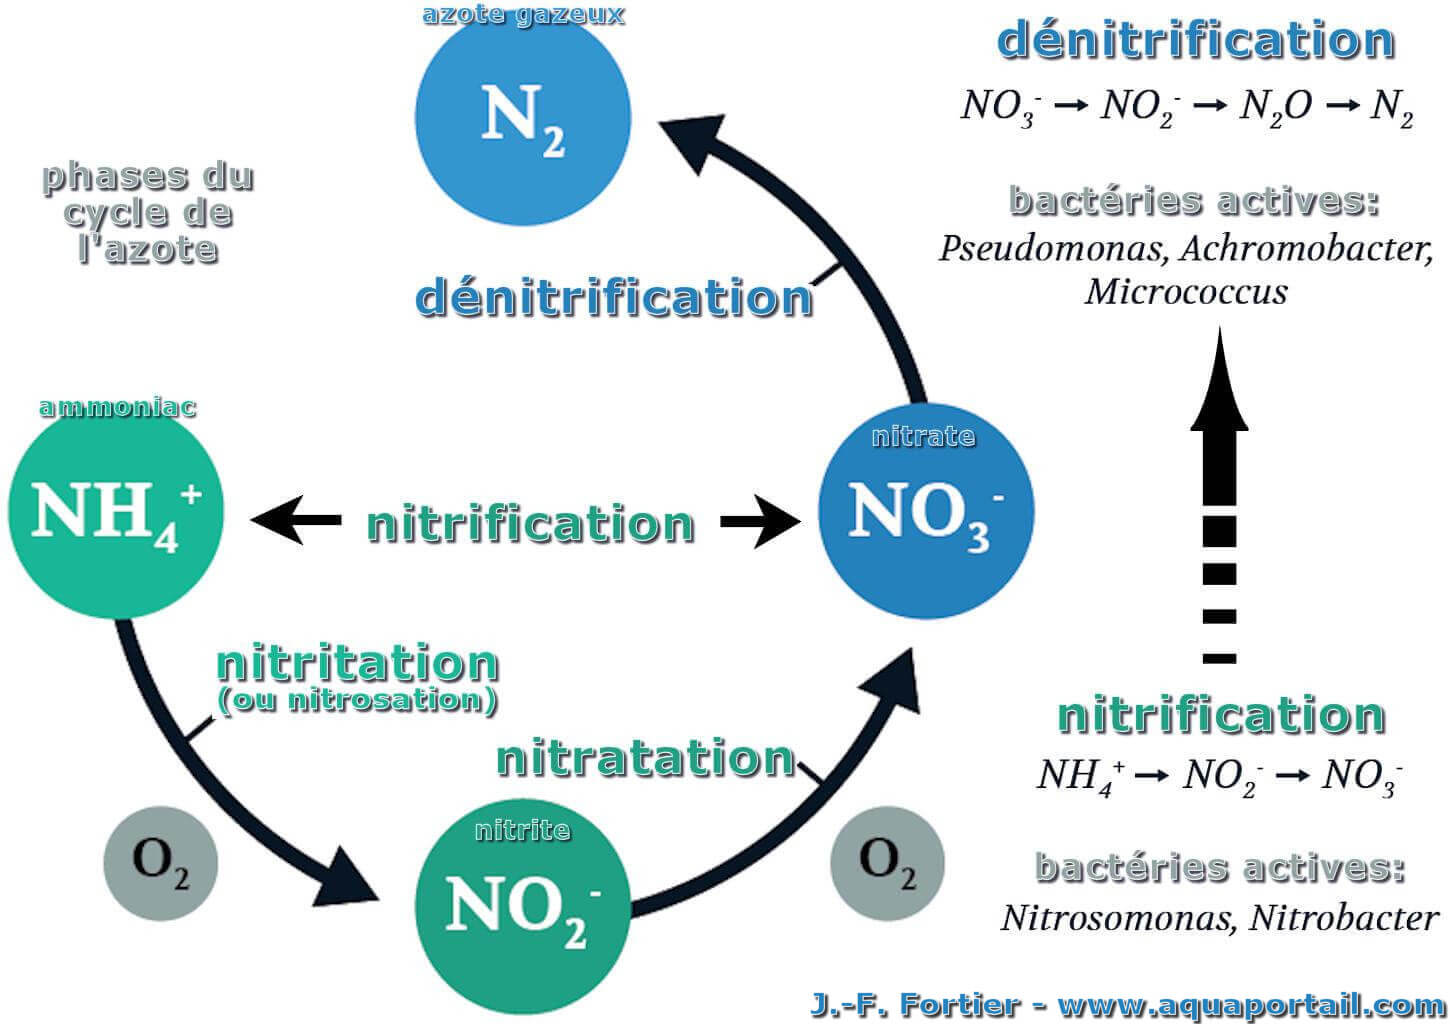 azote gazeux
N₂
phases du
cycle de
l'azote
dénitrification
ammoniac
NH₄⁺
nitrification
nitrate
NO₃⁻
nitritation
(ou nitrosation)
nitratation
O₂
nitrite
NO₂⁻
O₂
dénitrification
NO₃⁻ → NO₂⁻ → N₂O → N₂
bactéries actives:
Pseudomonas, Achromobacter,
Micrococcus
nitrification
NH₄⁺ → NO₂⁻ → NO₃⁻
bactéries actives:
Nitrosomonas, Nitrobacter
J.-F. Fortier - www.aquaportail.com